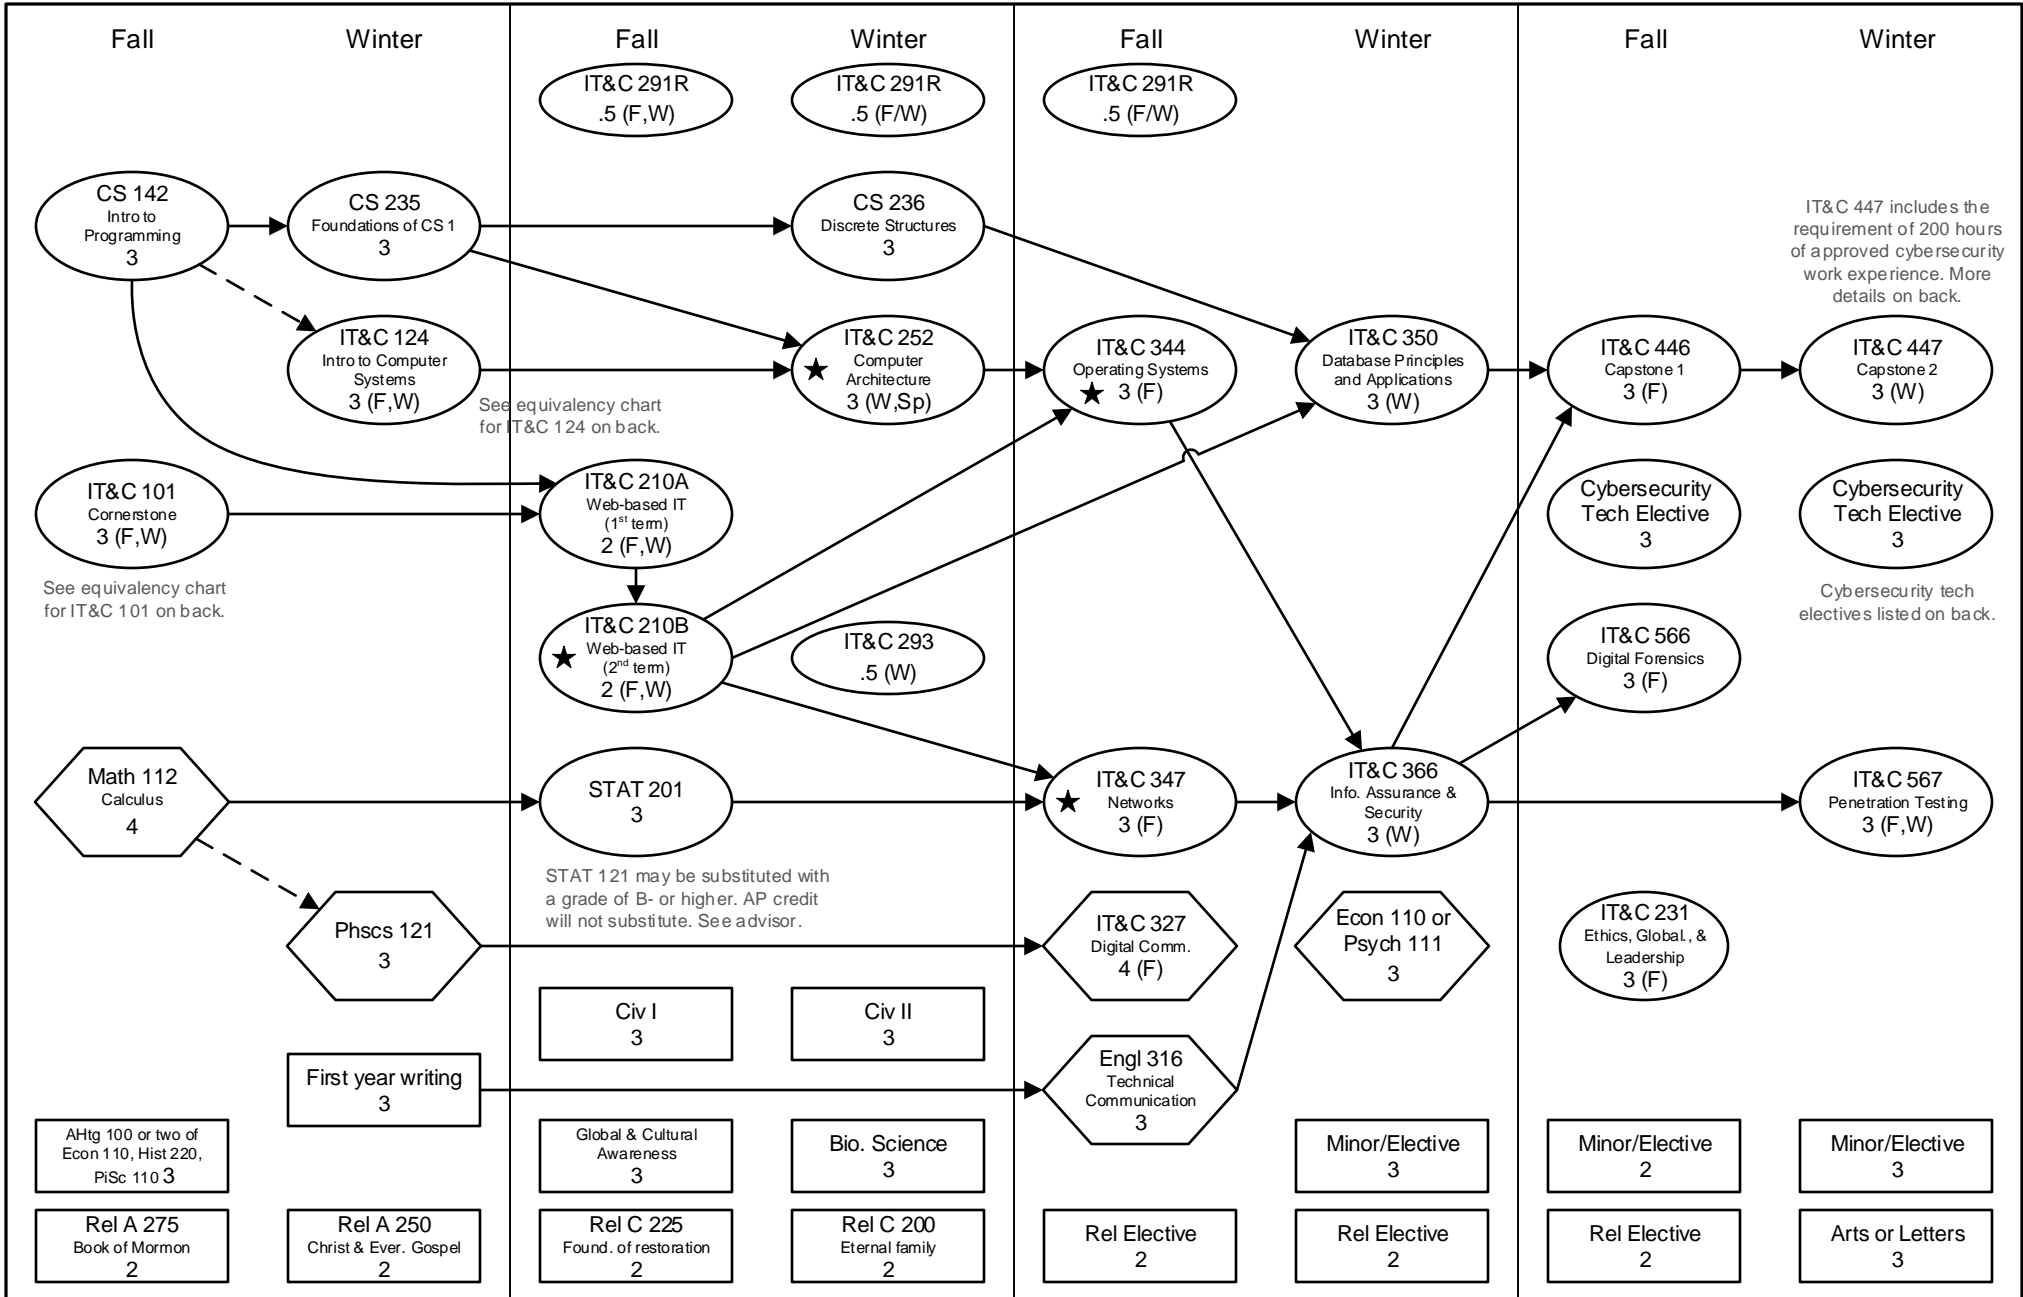 Fall
Winter
Fall
Winter
Fall
Winter
Fall
Winter
IT&C 291R
.5 (F,W)
IT&C 291R
.5 (F/W)
IT&C 291R
.5 (F/W)
CS 142
Intro to
Programming
3
CS 235
Foundations of CS 1
3
CS 236
Discrete Structures
3
IT&C 447 includes the
requirement of 200 hours
of approved cybersecurity
work experience. More
details on back.
IT&C 124
Intro to Computer
Systems
3 (F,W)
See equivalency chart
for IT&C 124 on back.
IT&C 252
Computer
Architecture
3 (W,Sp)
IT&C 344
Operating Systems
3 (F)
IT&C 350
Database Principles
and Applications
3 (W)
IT&C 446
Capstone 1
3 (F)
IT&C 447
Capstone 2
3 (W)
IT&C 101
Cornerstone
3 (F,W)
See equivalency chart
for IT&C 101 on back.
IT&C 210A
Web-based IT
(1st term)
2 (F,W)
Cybersecurity
Tech Elective
3
Cybersecurity
Tech Elective
3
Cybersecurity tech
electives listed on back.
IT&C 210B
Web-based IT
(2nd term)
2 (F,W)
IT&C 293
.5 (W)
IT&C 566
Digital Forensics
3 (F)
Math 112
Calculus
4
STAT 201
3
STAT 121 may be substituted with
a grade of B- or higher. AP credit
will not substitute. See advisor.
IT&C 347
Networks
3 (F)
IT&C 366
Info. Assurance &
Security
3 (W)
IT&C 567
Penetration Testing
3 (F,W)
Phscs 121
3
IT&C 327
Digital Comm.
4 (F)
Econ 110 or
Psych 111
3
IT&C 231
Ethics, Global., &
Leadership
3 (F)
Civ I
3
Civ II
3
First year writing
3
Engl 316
Technical
Communication
3
AHtg 100 or two of
Econ 110, Hist 220,
PiSc 110 3
Global & Cultural
Awareness
3
Bio. Science
3
Minor/Elective
3
Minor/Elective
2
Minor/Elective
3
Rel A 275
Book of Mormon
2
Rel A 250
Christ & Ever. Gospel
2
Rel C 225
Found. of restoration
2
Rel C 200
Eternal family
2
Rel Elective
2
Rel Elective
2
Rel Elective
2
Arts or Letters
3